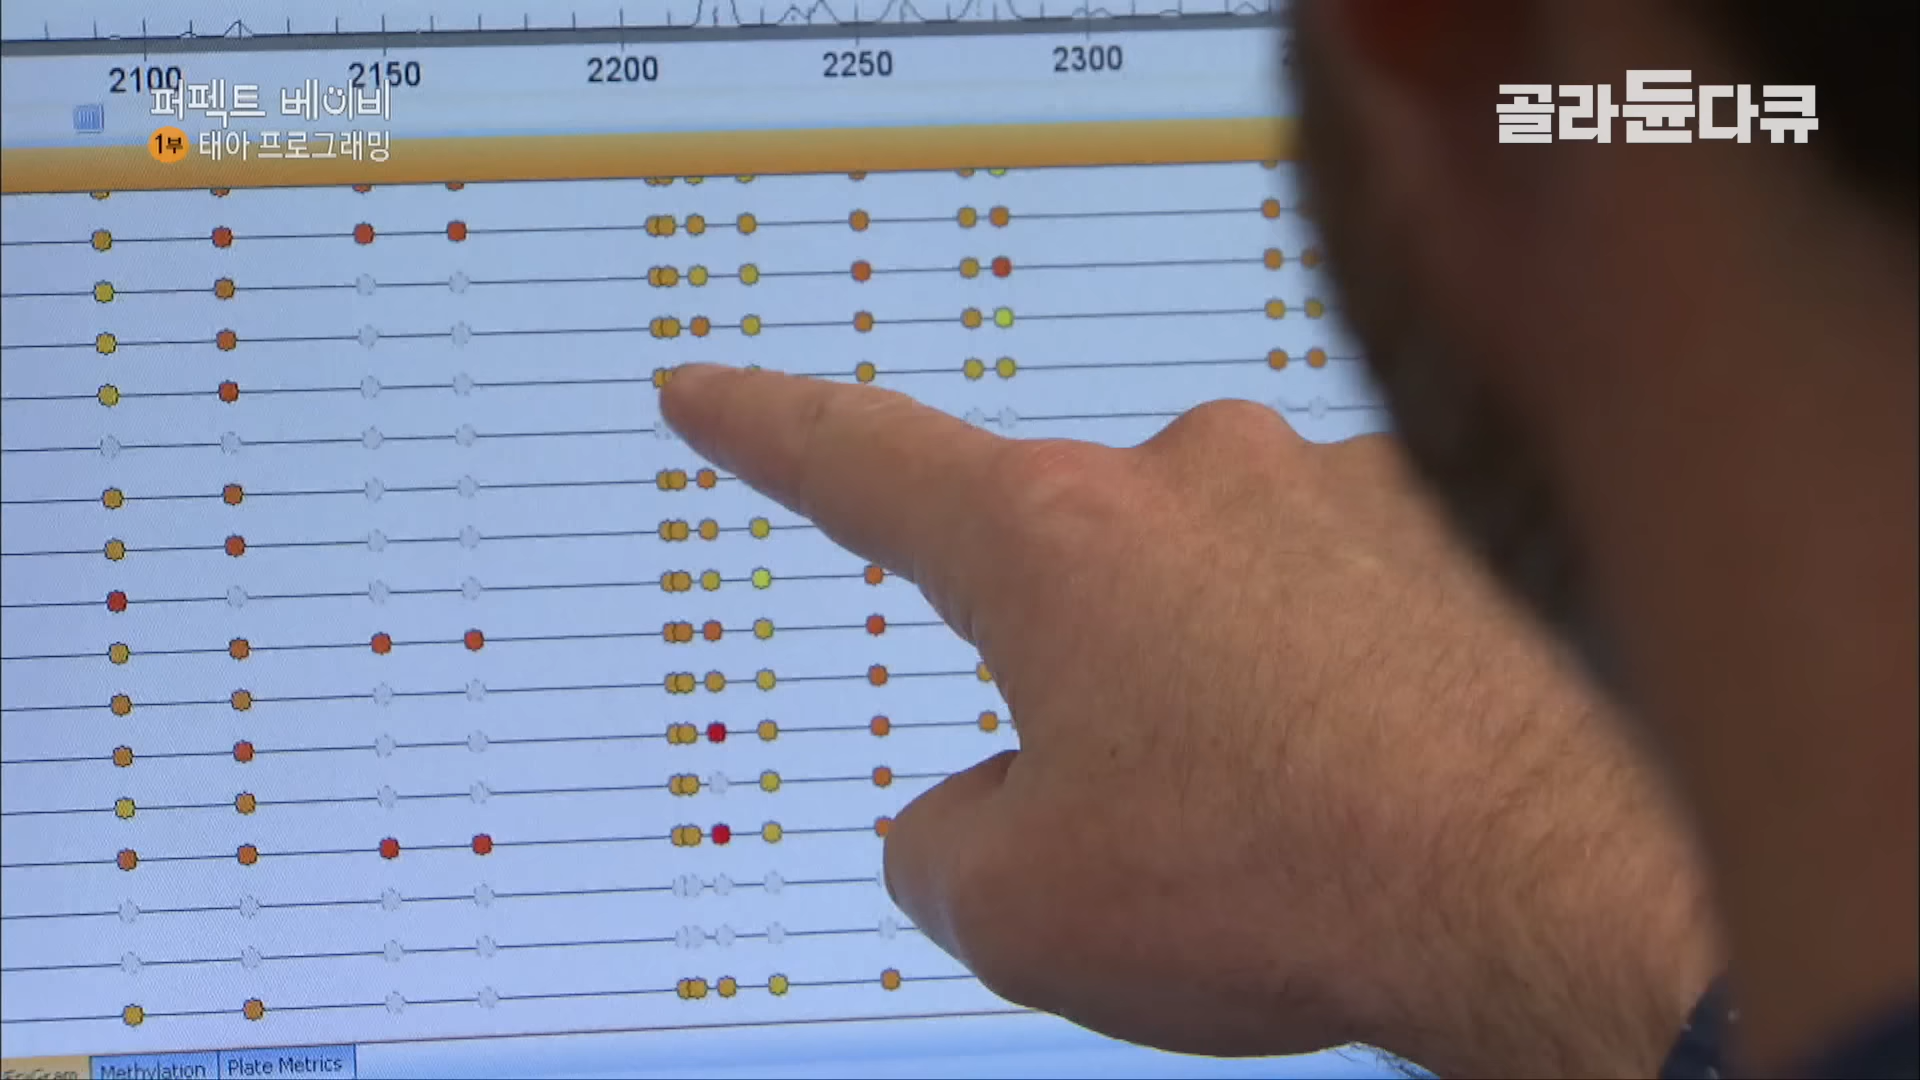 2100 2150 2200 2250 2300
퍼펙트 베이비
1부 태아 프로그래밍
골라듄다큐
EpiGram Methylation Plate Metrics